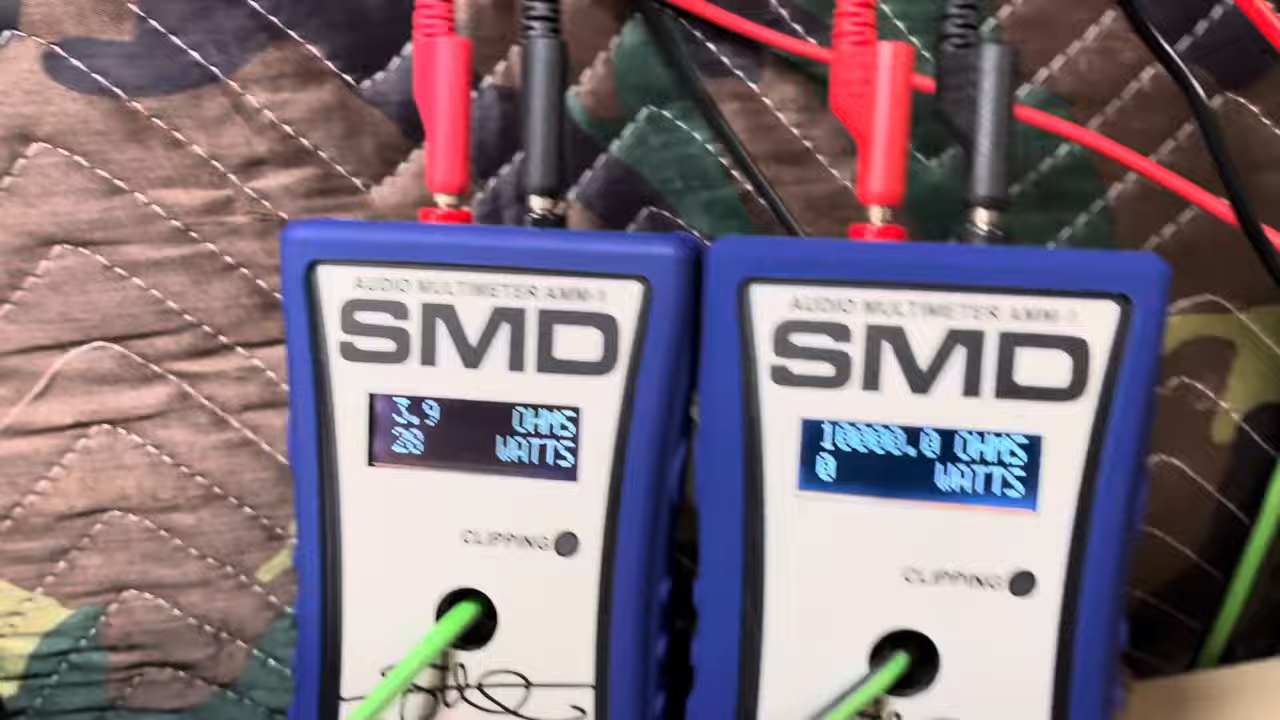 AUDIO MULTIMETER AMM-1
SMD
3.9 OHMS
WATTS
CLIPPING
AUDIO MULTIMETER AMM-1
SMD
10000.0 OHMS
0 WATTS
CLIPPING